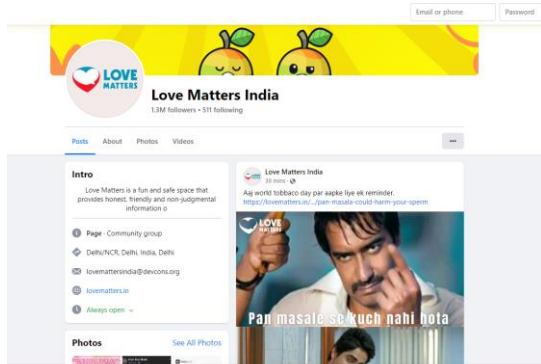 Email or phone
Password
LOVE
MATTERS
Love Matters India
1.3M followers • 511 following
Posts
About
Photos
Videos
Intro
Love Matters is a fun and safe space that
provides honest, friendly and non-judgmental
information o
Page · Community group
Delhi/NCR, Delhi, India, Delhi
lovemattersindia@devcons.org
lovematters.in
Always open
Photos
See All Photos
Love Matters India
30 mins ·
Aaj world tobbaco day par aapke liye ek reminder.
https://lovematters.in/.../pan-masala-could-harm-your-sperm
LOVE
MATTERS
Pan masale se kuch nahi hota